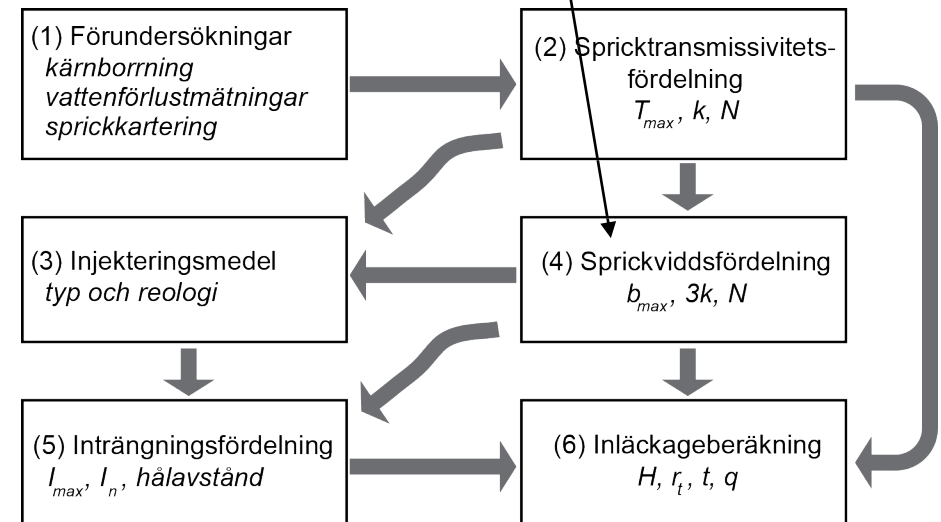 (1) Förundersökningar
kärnborrning
vattenförlustmätningar
sprickkartering
(2) Spricktransmissivitets-
fördelning
Tmax, k, N
(3) Injekteringsmedel
typ och reologi
(4) Sprickviddsfördelning
bmax, 3k, N
(5) Inträngningsfördelning
Imax, In, hålavstånd
(6) Inläckageberäkning
H, rt, t, q